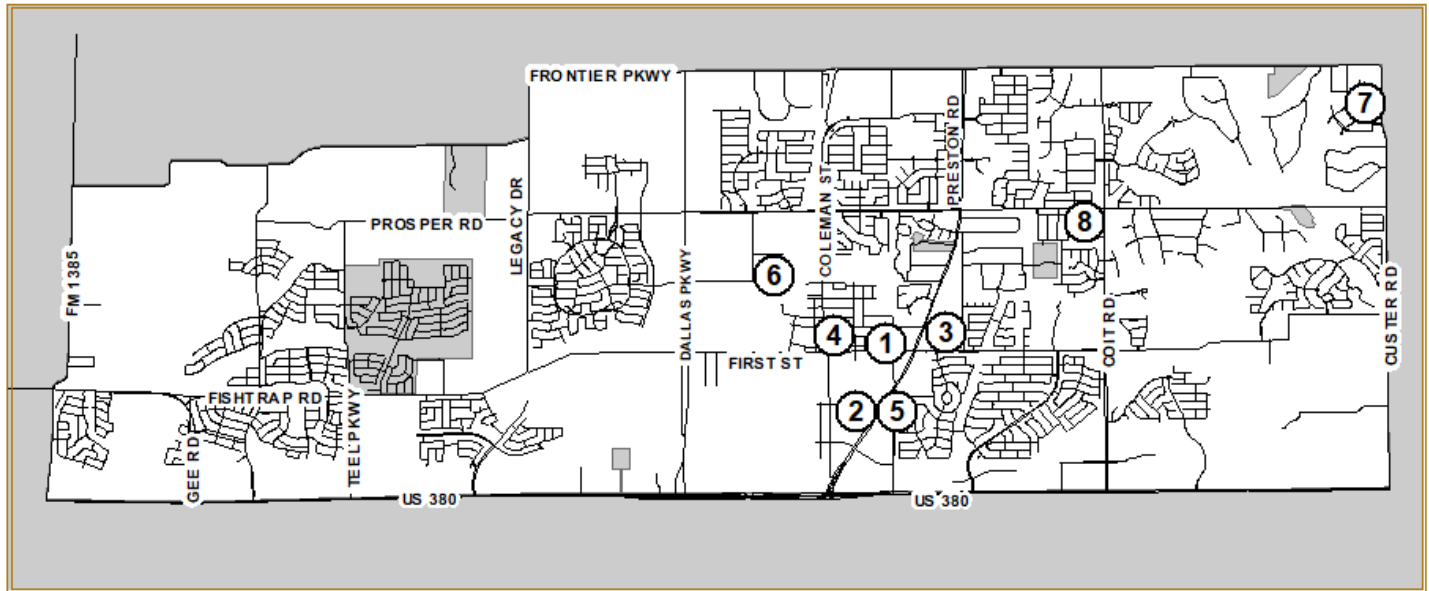 FRONTIER PKWY
7
PRESTON RD
COLEMAN ST
LEGACY DR
PROSPER RD
8
FM 1385
DALLAS PKWY
6
COIT RD
CUSTER RD
4
1
3
FIRST ST
FISHTRAP RD
TEEL PKWY
GEE RD
2
5
US 380
US 380